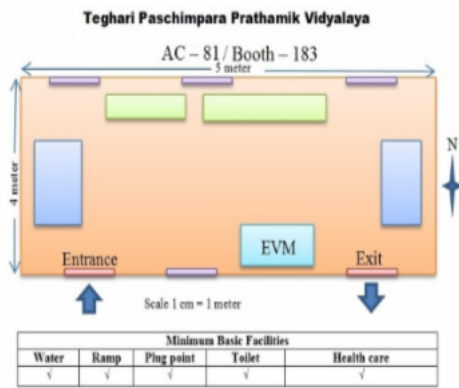 Teghari Paschimpara Prathamik Vidyalaya
AC – 81/ Booth – 183
5 meter
4 meter
N
EVM
Entrance
Exit
Scale 1 cm = 1 meter
Minimum Basic Facilities
Water Ramp Plug point Toilet Health care
√ √ √ √ √